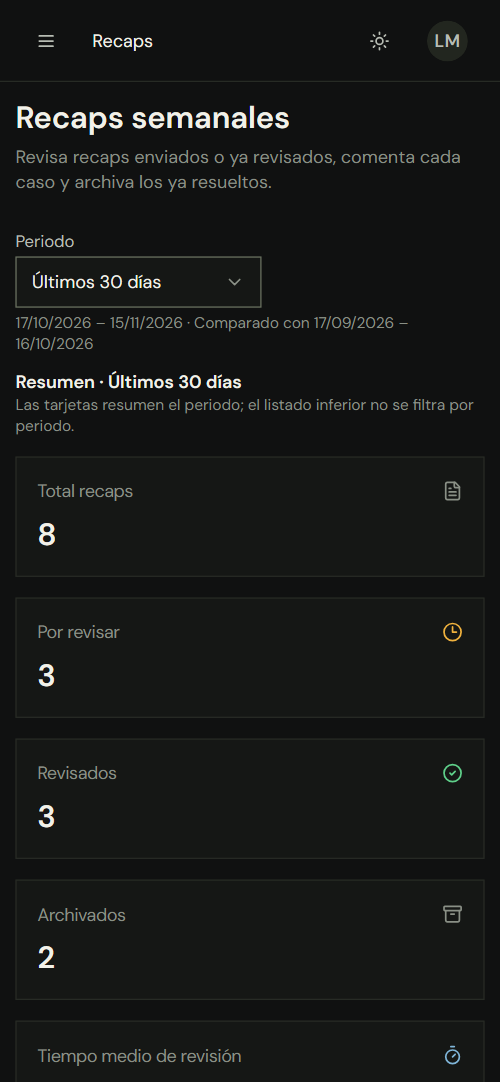 Recaps
LM
Recaps semanales
Revisa recaps enviados o ya revisados, comenta cada
caso y archiva los ya resueltos.
Periodo
Últimos 30 días
17/10/2026 – 15/11/2026 · Comparado con 17/09/2026 –
16/10/2026
Resumen · Últimos 30 días
Las tarjetas resumen el periodo; el listado inferior no se filtra por
periodo.
Total recaps
8
Por revisar
3
Revisados
3
Archivados
2
Tiempo medio de revisión